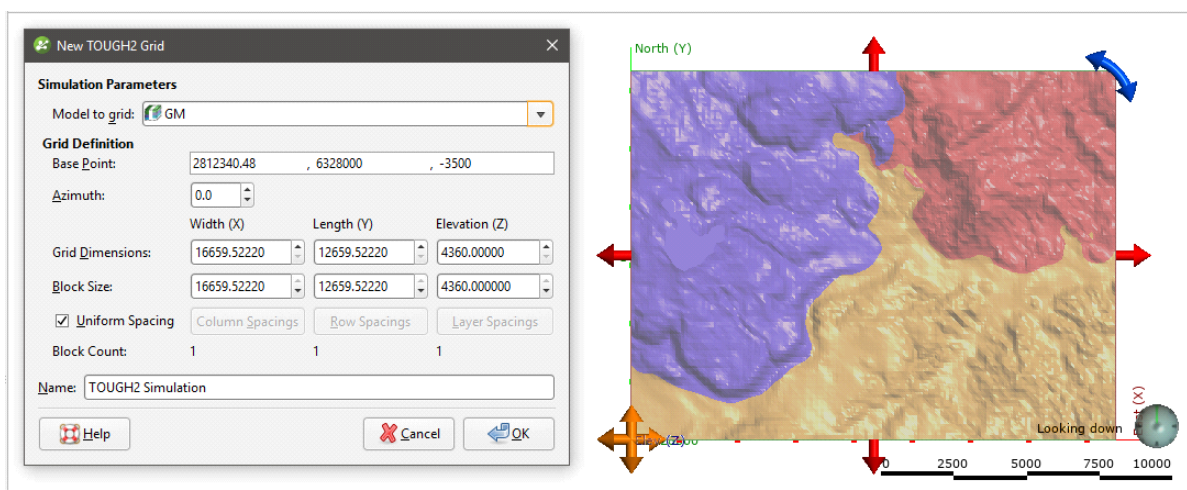 New TOUGH2 Grid
Simulation Parameters
Model to grid: GM
Grid Definition
Base Point: 2812340.48 , 6328000 , -3500
Azimuth: 0.0
Width (X) Length (Y) Elevation (Z)
Grid Dimensions: 16659.52220 12659.52220 4360.00000
Block Size: 16659.52220 12659.52220 4360.000000
Uniform Spacing Column Spacings Row Spacings Layer Spacings
Block Count: 1 1 1
Name: TOUGH2 Simulation
Help Cancel OK
North (Y)
(X)
(Z)
Looking down
0 2500 5000 7500 10000